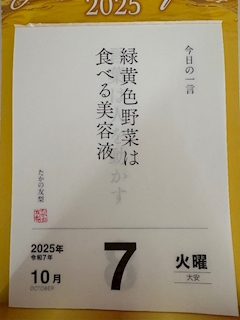 2025
今日の一言
緑黄色野菜は
食べる美容液
たかの友梨
2025年
令和7年
10月
OCTOBER
7
火曜
大安